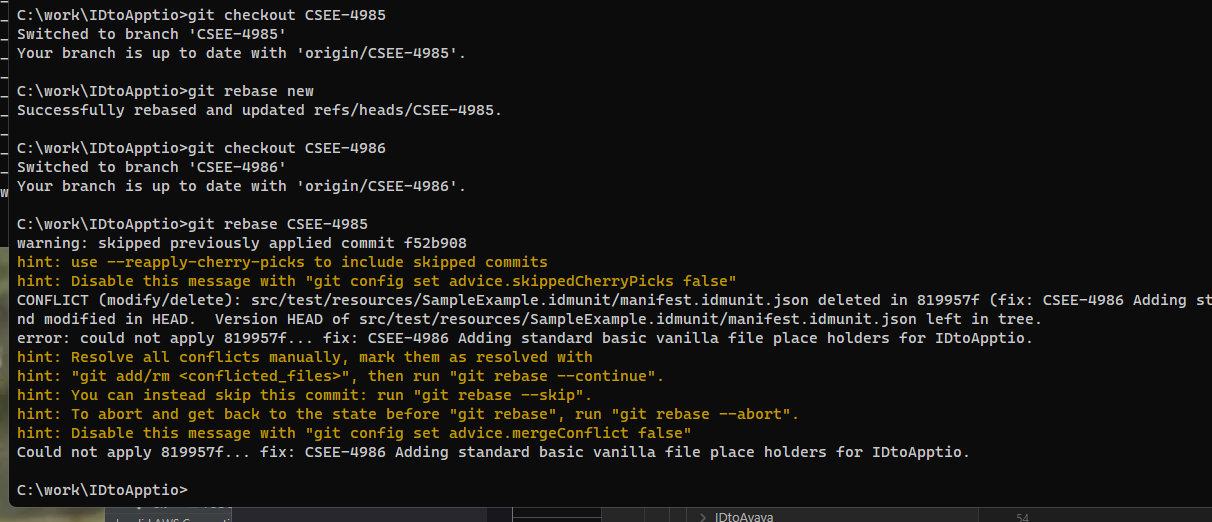 C:\work\IDtoApptio>git checkout CSEE-4985
Switched to branch 'CSEE-4985'
Your branch is up to date with 'origin/CSEE-4985'.
C:\work\IDtoApptio>git rebase new
Successfully rebased and updated refs/heads/CSEE-4985.
C:\work\IDtoApptio>git checkout CSEE-4986
Switched to branch 'CSEE-4986'
Your branch is up to date with 'origin/CSEE-4986'.
C:\work\IDtoApptio>git rebase CSEE-4985
warning: skipped previously applied commit f52b908
hint: use --reapply-cherry-picks to include skipped commits
hint: Disable this message with "git config set advice.skippedCherryPicks false"
CONFLICT (modify/delete): src/test/resources/SampleExample.idmunit/manifest.idmunit.json deleted in 819957f (fix: CSEE-4986 Adding st
nd modified in HEAD.  Version HEAD of src/test/resources/SampleExample.idmunit/manifest.idmunit.json left in tree.
error: could not apply 819957f... fix: CSEE-4986 Adding standard basic vanilla file place holders for IDtoApptio.
hint: Resolve all conflicts manually, mark them as resolved with
hint: "git add/rm <conflicted_files>", then run "git rebase --continue".
hint: You can instead skip this commit: run "git rebase --skip".
hint: To abort and get back to the state before "git rebase", run "git rebase --abort".
hint: Disable this message with "git config set advice.mergeConflict false"
Could not apply 819957f... fix: CSEE-4986 Adding standard basic vanilla file place holders for IDtoApptio.
C:\work\IDtoApptio>
IDtoAvaya
54